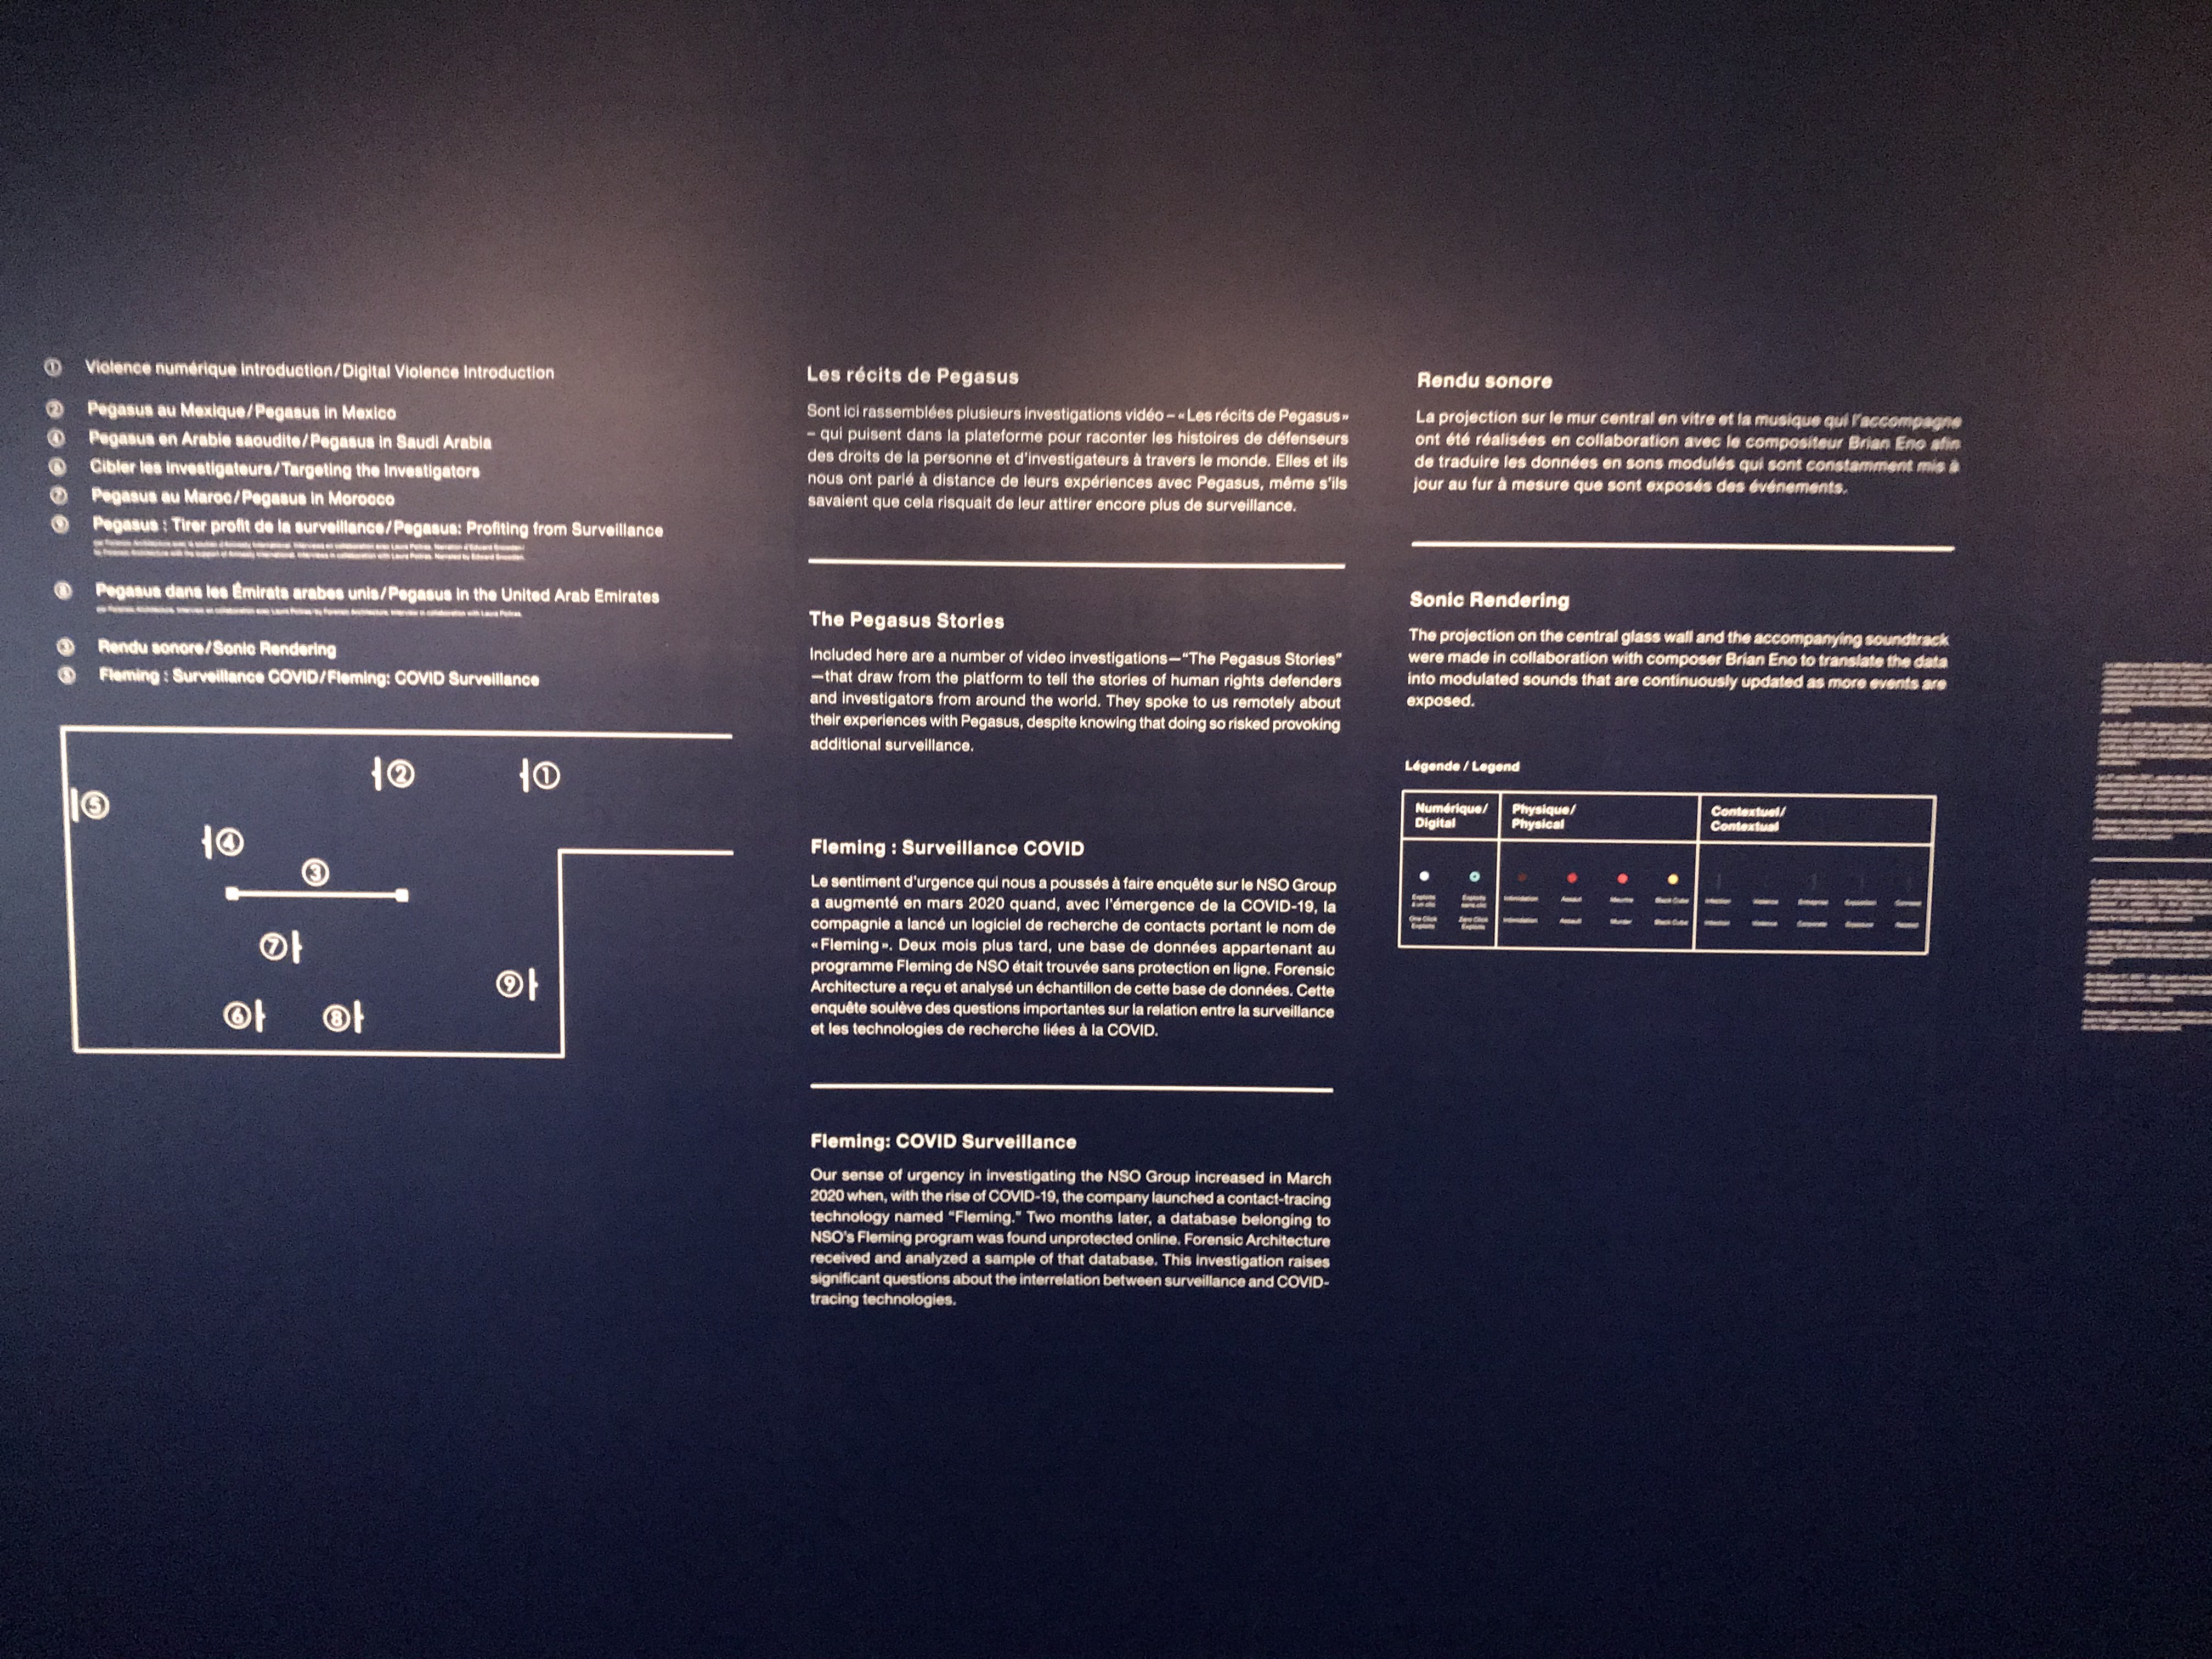 ① Violence numérique Introduction/Digital Violence Introduction
② Pegasus au Mexique/Pegasus in Mexico
④ Pegasus en Arabie saoudite/Pegasus in Saudi Arabia
⑥ Cibler les investigateurs/Targeting the Investigators
⑦ Pegasus au Maroc/Pegasus in Morocco
⑨ Pegasus : Tirer profit de la surveillance/Pegasus: Profiting from Surveillance
⑧ Pegasus dans les Émirats arabes unis/Pegasus in the United Arab Emirates
③ Rendu sonore/Sonic Rendering
⑤ Fleming : Surveillance COVID/Fleming: COVID Surveillance
② ①
⑤
④
③
⑦
⑨
⑥ ⑧
Les récits de Pegasus
Sont ici rassemblées plusieurs investigations vidéo – « Les récits de Pegasus »
– qui puisent dans la plateforme pour raconter les histoires de défenseurs
des droits de la personne et d'investigateurs à travers le monde. Elles et ils
nous ont parlé à distance de leurs expériences avec Pegasus, même s'ils
savaient que cela risquait de leur attirer encore plus de surveillance.
The Pegasus Stories
Included here are a number of video investigations—“The Pegasus Stories”
—that draw from the platform to tell the stories of human rights defenders
and investigators from around the world. They spoke to us remotely about
their experiences with Pegasus, despite knowing that doing so risked provoking
additional surveillance.
Fleming : Surveillance COVID
Le sentiment d'urgence qui nous a poussés à faire enquête sur le NSO Group
a augmenté en mars 2020 quand, avec l'émergence de la COVID-19, la
compagnie a lancé un logiciel de recherche de contacts portant le nom de
« Fleming ». Deux mois plus tard, une base de données appartenant au
programme Fleming de NSO était trouvée sans protection en ligne. Forensic
Architecture a reçu et analysé un échantillon de cette base de données. Cette
enquête soulève des questions importantes sur la relation entre la surveillance
et les technologies de recherche liées à la COVID.
Fleming: COVID Surveillance
Our sense of urgency in investigating the NSO Group increased in March
2020 when, with the rise of COVID-19, the company launched a contact-tracing
technology named “Fleming.” Two months later, a database belonging to
NSO's Fleming program was found unprotected online. Forensic Architecture
received and analyzed a sample of that database. This investigation raises
significant questions about the interrelation between surveillance and COVID-
tracing technologies.
Rendu sonore
La projection sur le mur central en vitre et la musique qui l'accompagne
ont été réalisées en collaboration avec le compositeur Brian Eno afin
de traduire les données en sons modulés qui sont constamment mis à
jour au fur à mesure que sont exposés des événements.
Sonic Rendering
The projection on the central glass wall and the accompanying soundtrack
were made in collaboration with composer Brian Eno to translate the data
into modulated sounds that are continuously updated as more events are
exposed.
Légende / Legend
Numérique/ Physique/ Contextuel/
Digital Physical Contextual
Intimidation Assaut Meurtre Black Cube
One Click Zero Click Intimidation Assault Murder Black Cube
Exploits Exploits